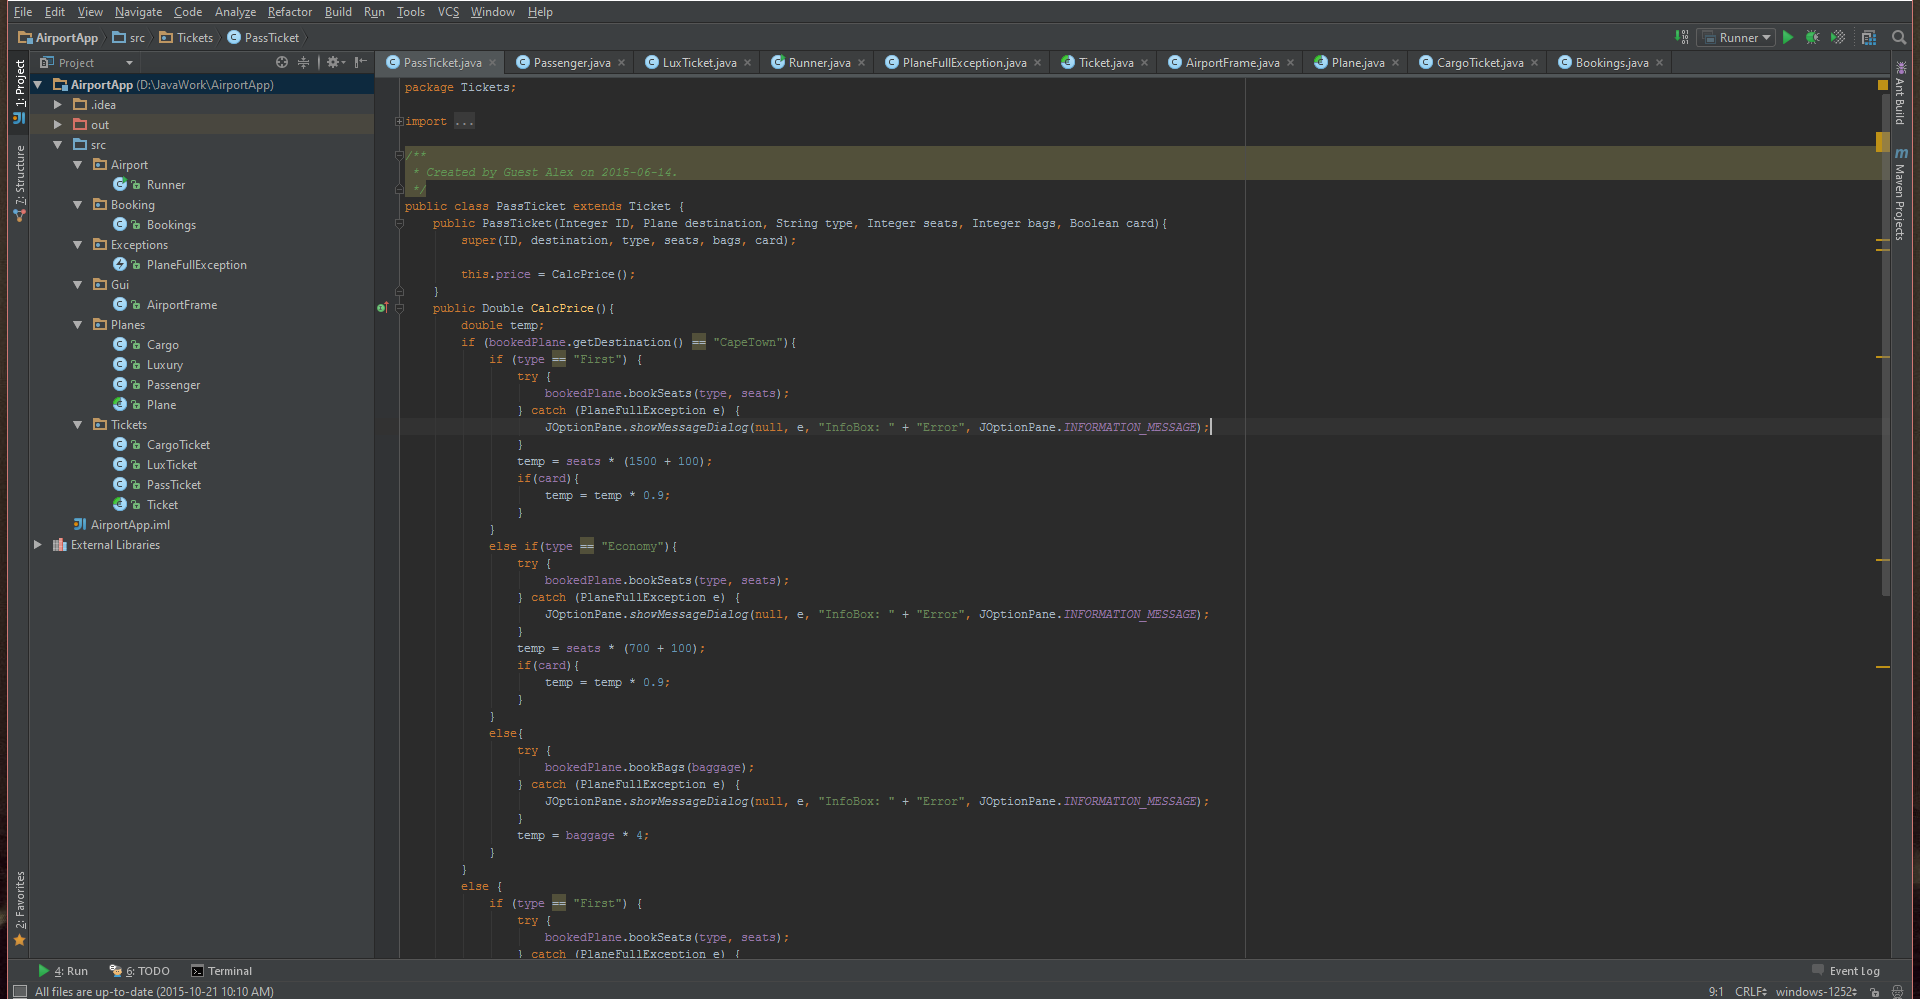 File Edit View Navigate Code Analyze Refactor Build Run Tools VCS Window Help
AirportApp src Tickets PassTicket Runner
Project
PassTicket.java Passenger.java LuxTicket.java Runner.java PlaneFullException.java Ticket.java AirportFrame.java Plane.java CargoTicket.java Bookings.java
1: Project
7: Structure
2: Favorites
AirportApp (D:\JavaWork\AirportApp)
.idea
out
src
Airport
Runner
Booking
Bookings
Exceptions
PlaneFullException
Gui
AirportFrame
Planes
Cargo
Luxury
Passenger
Plane
Tickets
CargoTicket
LuxTicket
PassTicket
Ticket
AirportApp.iml
External Libraries
package Tickets;
import ...
/**
* Created by Guest Alex on 2015-06-14.
*/
public class PassTicket extends Ticket {
public PassTicket(Integer ID, Plane destination, String type, Integer seats, Integer bags, Boolean card){
super(ID, destination, type, seats, bags, card);
this.price = CalcPrice();
}
public Double CalcPrice(){
double temp;
if (bookedPlane.getDestination() == "CapeTown"){
if (type == "First") {
try {
bookedPlane.bookSeats(type, seats);
} catch (PlaneFullException e) {
JOptionPane.showMessageDialog(null, e, "InfoBox: " + "Error", JOptionPane.INFORMATION_MESSAGE);
}
temp = seats * (1500 + 100);
if(card){
temp = temp * 0.9;
}
}
else if(type == "Economy"){
try {
bookedPlane.bookSeats(type, seats);
} catch (PlaneFullException e) {
JOptionPane.showMessageDialog(null, e, "InfoBox: " + "Error", JOptionPane.INFORMATION_MESSAGE);
}
temp = seats * (700 + 100);
if(card){
temp = temp * 0.9;
}
}
else{
try {
bookedPlane.bookBags(baggage);
} catch (PlaneFullException e) {
JOptionPane.showMessageDialog(null, e, "InfoBox: " + "Error", JOptionPane.INFORMATION_MESSAGE);
}
temp = baggage * 4;
}
}
else {
if (type == "First") {
try {
bookedPlane.bookSeats(type, seats);
} catch (PlaneFullException e) {
Ant Build
m Maven Projects
4: Run 6: TODO Terminal Event Log
All files are up-to-date (2015-10-21 10:10 AM) 9:1 CRLF windows-1252